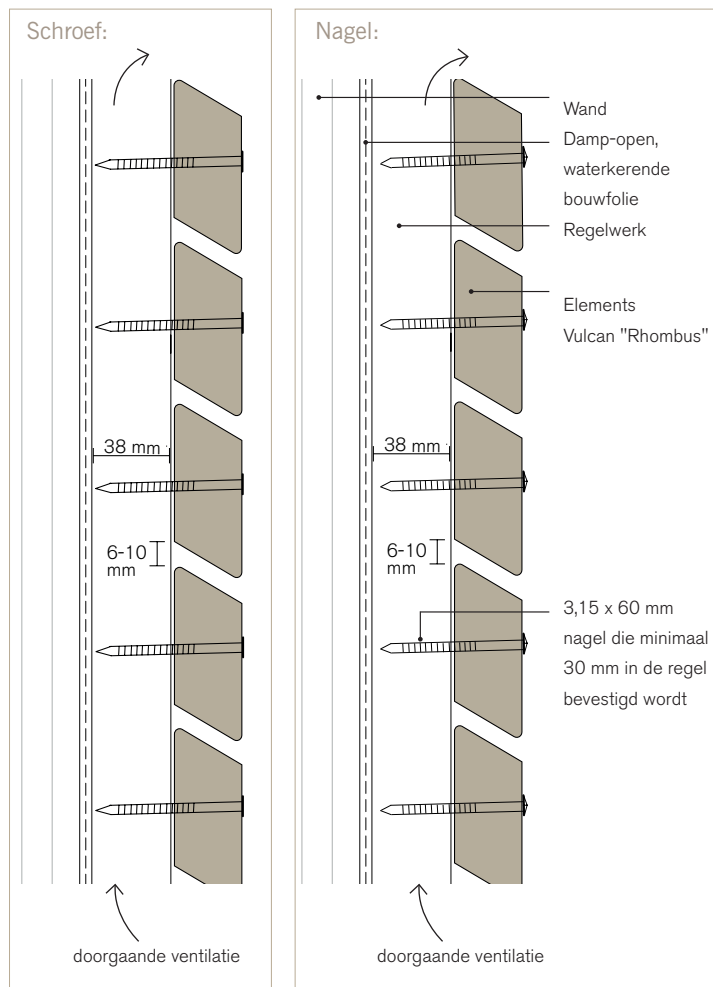 Schroef:
38 mm
6-10
mm
doorgaande ventilatie
Nagel:
Wand
Damp-open,
waterkerende
bouwfolie
Regelwerk
Elements
Vulcan "Rhombus"
38 mm
6-10
mm
3,15 x 60 mm
nagel die minimaal
30 mm in de regel
bevestigd wordt
doorgaande ventilatie